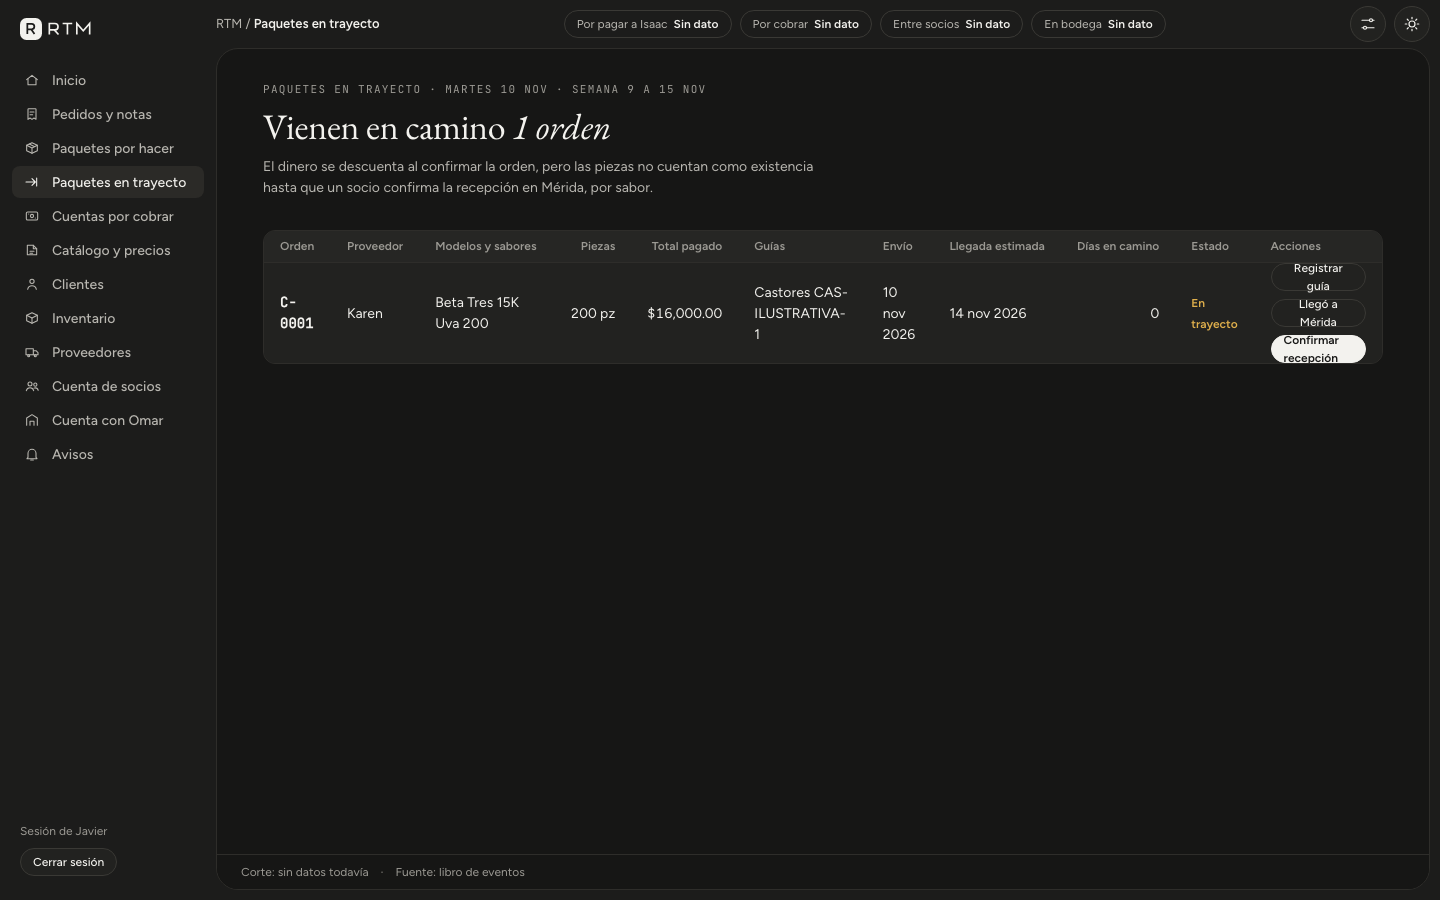 R RTM
RTM / Paquetes en trayecto
Por pagar a Isaac Sin dato
Por cobrar Sin dato
Entre socios Sin dato
En bodega Sin dato
Inicio
Pedidos y notas
Paquetes por hacer
Paquetes en trayecto
Cuentas por cobrar
Catálogo y precios
Clientes
Inventario
Proveedores
Cuenta de socios
Cuenta con Omar
Avisos
Sesión de Javier
Cerrar sesión
PAQUETES EN TRAYECTO · MARTES 10 NOV · SEMANA 9 A 15 NOV
Vienen en camino 1 orden
El dinero se descuenta al confirmar la orden, pero las piezas no cuentan como existencia
hasta que un socio confirma la recepción en Mérida, por sabor.
Orden Proveedor Modelos y sabores Piezas Total pagado Guías Envío Llegada estimada Días en camino Estado Acciones
C-
0001
Karen
Beta Tres 15K
Uva 200
200 pz
$16,000.00
Castores CAS-
ILUSTRATIVA-
1
10
nov
2026
14 nov 2026
0
En
trayecto
Registrar
guía
Llegó a
Mérida
Confirmar
recepción
Corte: sin datos todavía · Fuente: libro de eventos